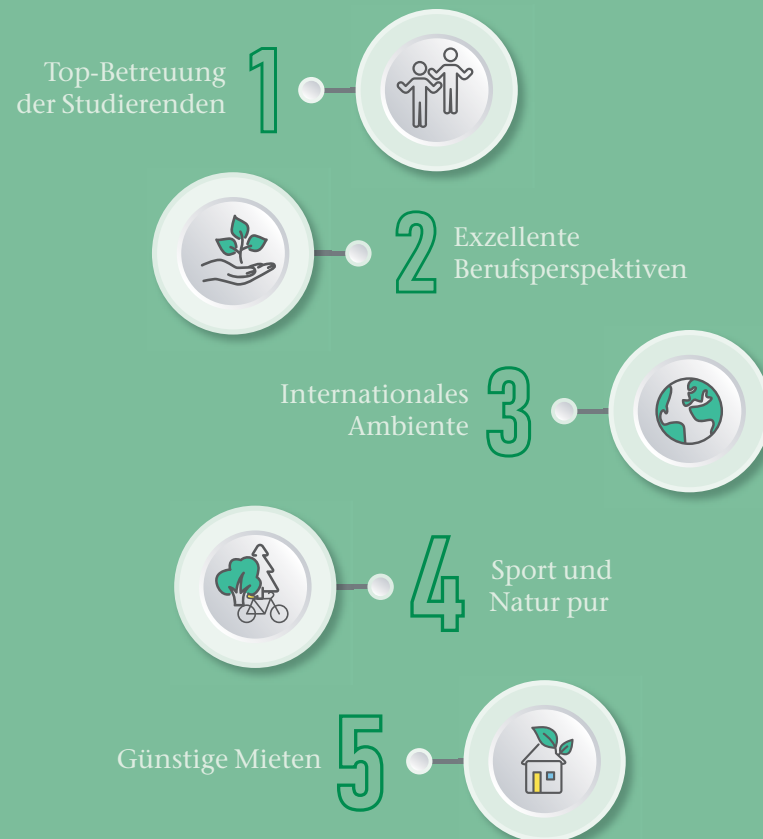 Top-Betreuung
der Studierenden
1
2
Exzellente
Berufsperspektiven
Internationales
Ambiente
3
4
Sport und
Natur pur
Günstige Mieten
5